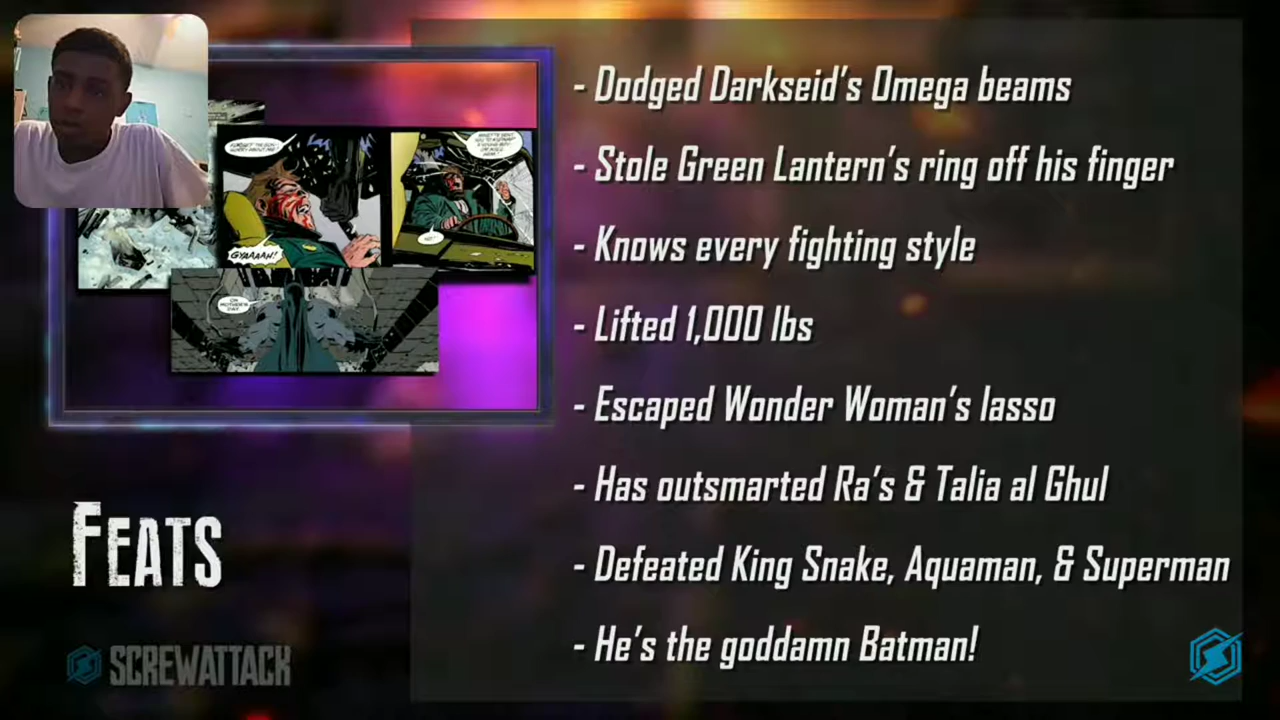 - Dodged Darkseid's Omega beams
- Stole Green Lantern's ring off his finger
- Knows every fighting style
- Lifted 1,000 lbs
- Escaped Wonder Woman's lasso
- Has outsmarted Ra's & Talia al Ghul
- Defeated King Snake, Aquaman, & Superman
- He's the goddamn Batman!
GYAAAAH!
FEATS
SCREWATTACK